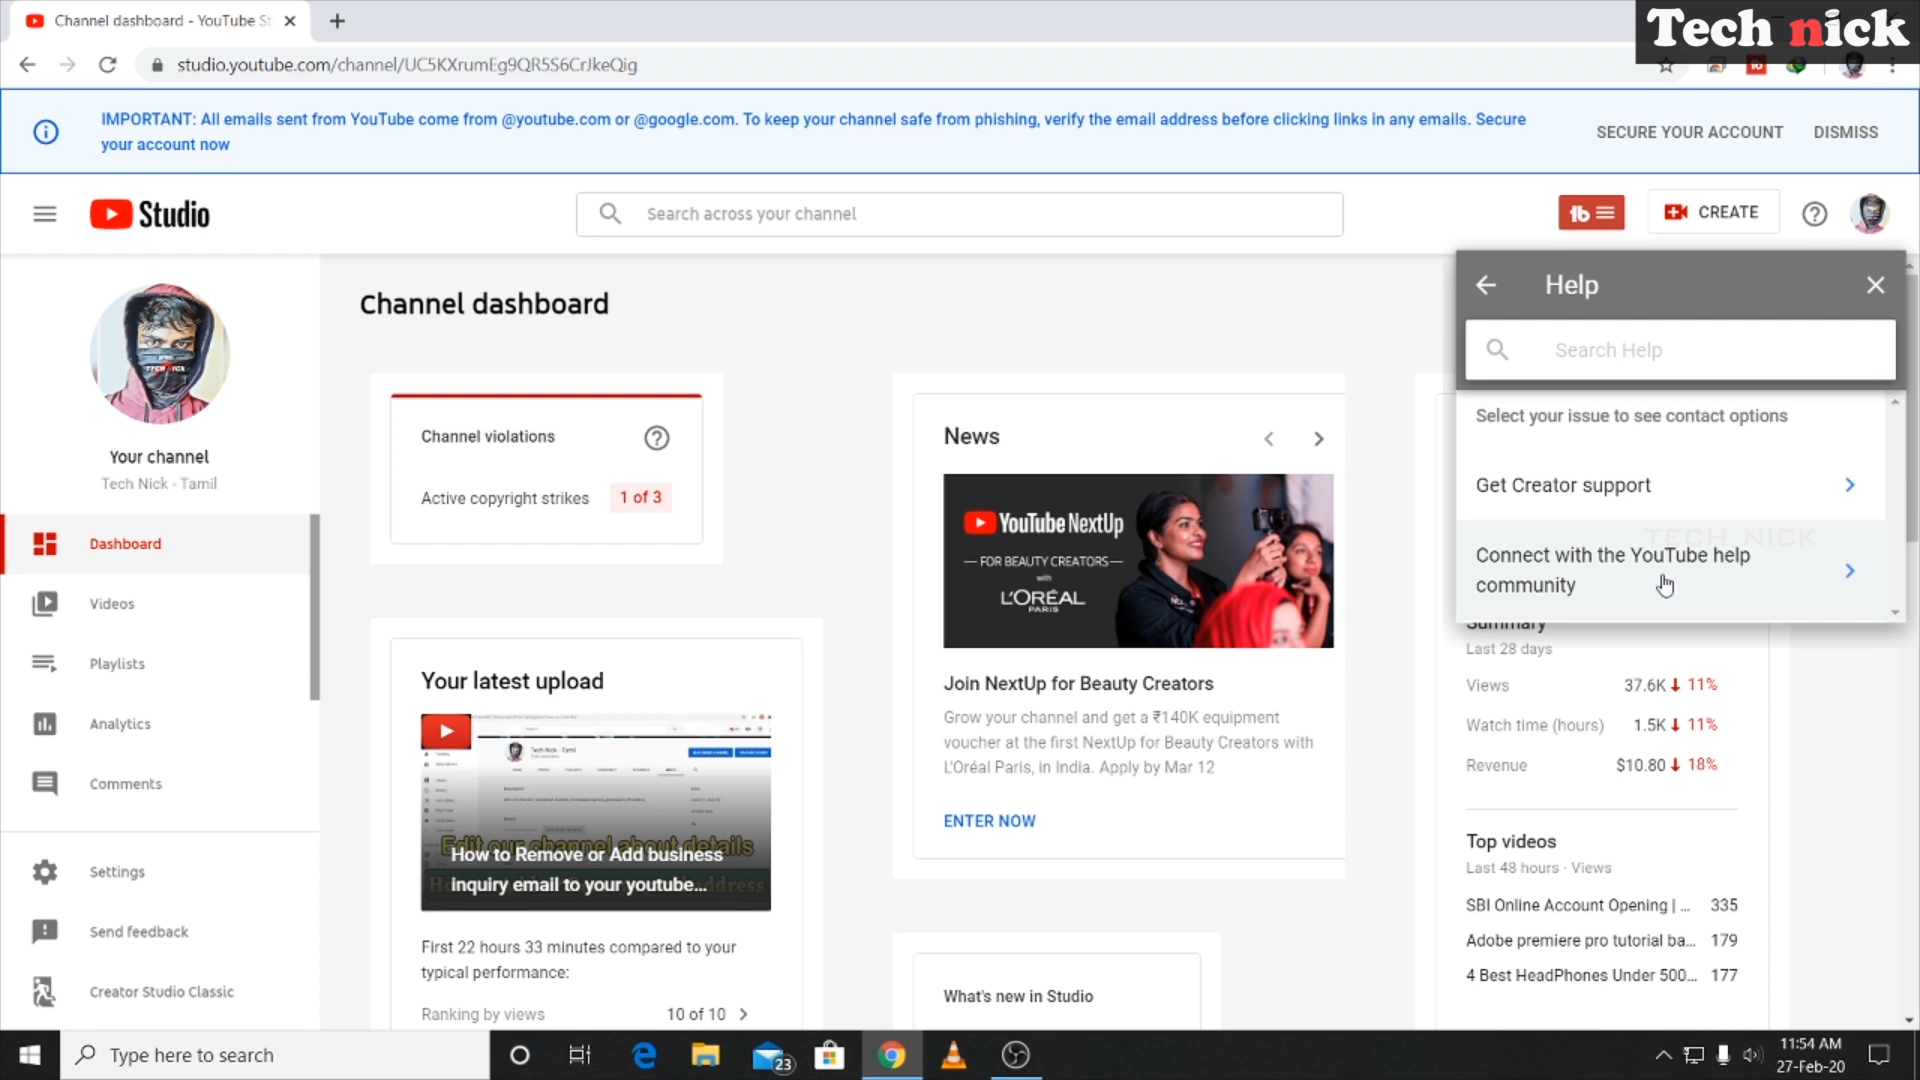 Channel dashboard - YouTube St
Tech nick
studio.youtube.com/channel/UC5KXrumEg9QR5S6CrJkeQig
IMPORTANT: All emails sent from YouTube come from @youtube.com or @google.com. To keep your channel safe from phishing, verify the email address before clicking links in any emails. Secure
your account now
SECURE YOUR ACCOUNT
DISMISS
Studio
Search across your channel
CREATE
Your channel
Tech Nick - Tamil
Dashboard
Videos
Playlists
Analytics
Comments
Settings
Send feedback
Creator Studio Classic
Channel dashboard
Channel violations
Active copyright strikes 1 of 3
Your latest upload
Edit our channel about details
How to Remove or Add business
inquiry email to your youtube...
First 22 hours 33 minutes compared to your
typical performance:
Ranking by views 10 of 10
News
YouTube NextUp
— FOR BEAUTY CREATORS —
with
L'ORÉAL
PARIS
Join NextUp for Beauty Creators
Grow your channel and get a ₹140K equipment
voucher at the first NextUp for Beauty Creators with
L'Oréal Paris, in India. Apply by Mar 12
ENTER NOW
What's new in Studio
Help
Search Help
Select your issue to see contact options
Get Creator support
TECH NICK
Connect with the YouTube help
community
Summary
Last 28 days
Views 37.6K 11%
Watch time (hours) 1.5K 11%
Revenue $10.80 18%
Top videos
Last 48 hours · Views
SBI Online Account Opening | ... 335
Adobe premiere pro tutorial ba... 179
4 Best HeadPhones Under 500... 177
Type here to search
23
11:54 AM
27-Feb-20